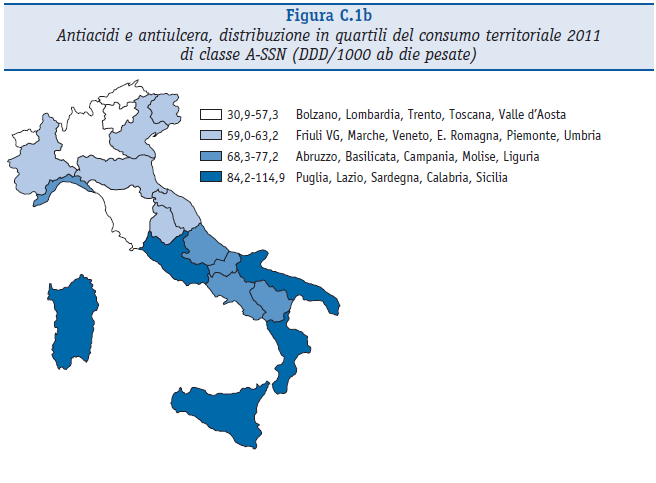 Figura C.1b
Antiacidi e antiulcera, distribuzione in quartili del consumo territoriale 2011
di classe A-SSN (DDD/1000 ab die pesate)
30,9-57,3 Bolzano, Lombardia, Trento, Toscana, Valle d'Aosta
59,0-63,2 Friuli VG, Marche, Veneto, E. Romagna, Piemonte, Umbria
68,3-77,2 Abruzzo, Basilicata, Campania, Molise, Liguria
84,2-114,9 Puglia, Lazio, Sardegna, Calabria, Sicilia